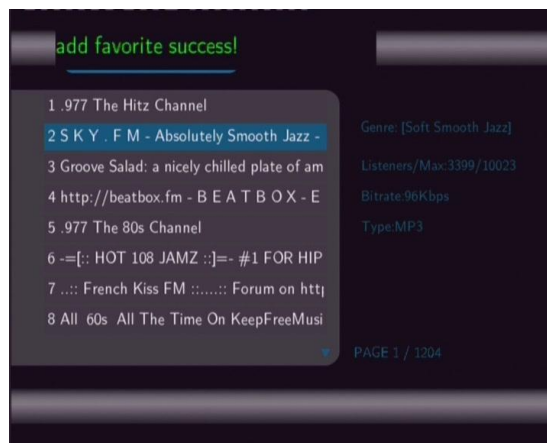 add favorite success!
1 .977 The Hitz Channel
2 S K Y . F M - Absolutely Smooth Jazz -
3 Groove Salad: a nicely chilled plate of am
4 http://beatbox.fm - B E A T B O X - E
5 .977 The 80s Channel
6 -=[:: HOT 108 JAMZ ::]=- #1 FOR HIP
7 ..:: French Kiss FM ::....:: Forum on http
8 All 60s All The Time On KeepFreeMusi
Genre: [Soft Smooth Jazz]
Listeners/Max:3399/10023
Bitrate:96Kbps
Type:MP3
PAGE 1 / 1204